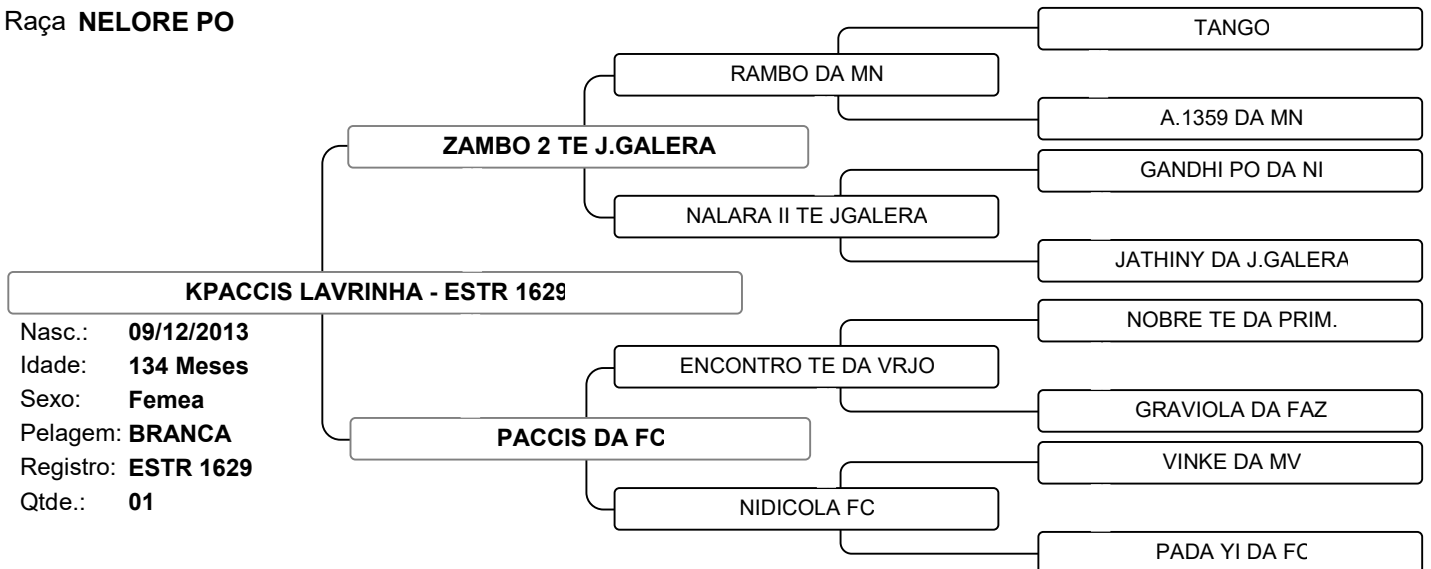 Raça NELORE PO
TANGO
RAMBO DA MN
A.1359 DA MN
ZAMBO 2 TE J.GALERA
GANDHI PO DA NI
NALARA II TE JGALERA
JATHINY DA J.GALERA
KPACCIS LAVRINHA - ESTR 1629
Nasc.: 09/12/2013
Idade: 134 Meses
Sexo: Femea
Pelagem: BRANCA
Registro: ESTR 1629
Qtde.: 01
NOBRE TE DA PRIM.
ENCONTRO TE DA VRJO
GRAVIOLA DA FAZ
PACCIS DA FC
VINKE DA MV
NIDICOLA FC
PADA YI DA FC